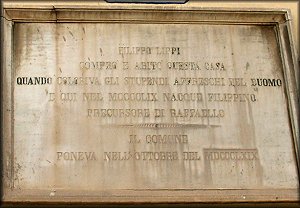 FILIPPO LIPPI
COMPRÒ E ABITÒ QUESTA CASA
QUANDO COLORIVA GLI STUPENDI AFFRESCHI DEL DUOMO
E QUI NEL MCCCCLIX NACQUE FILIPPINO
PRECURSORE DI RAFFAELLO
IL COMUNE
PONEVA NELL'OTTOBRE DEL MDCCCLXIX